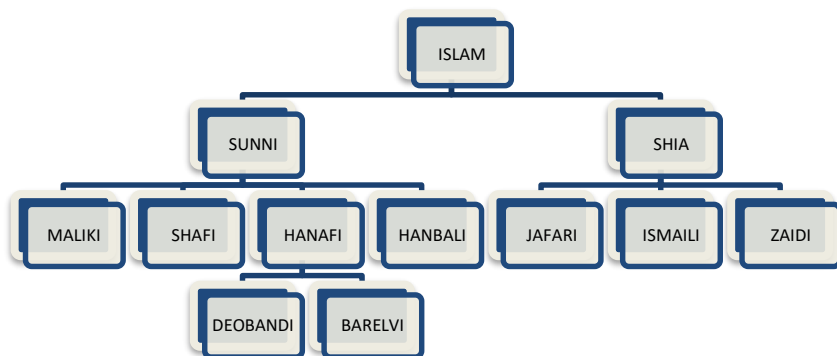 ISLAM
SUNNI
SHIA
MALIKI
SHAFI
HANAFI
HANBALI
JAFARI
ISMAILI
ZAIDI
DEOBANDI
BARELVI